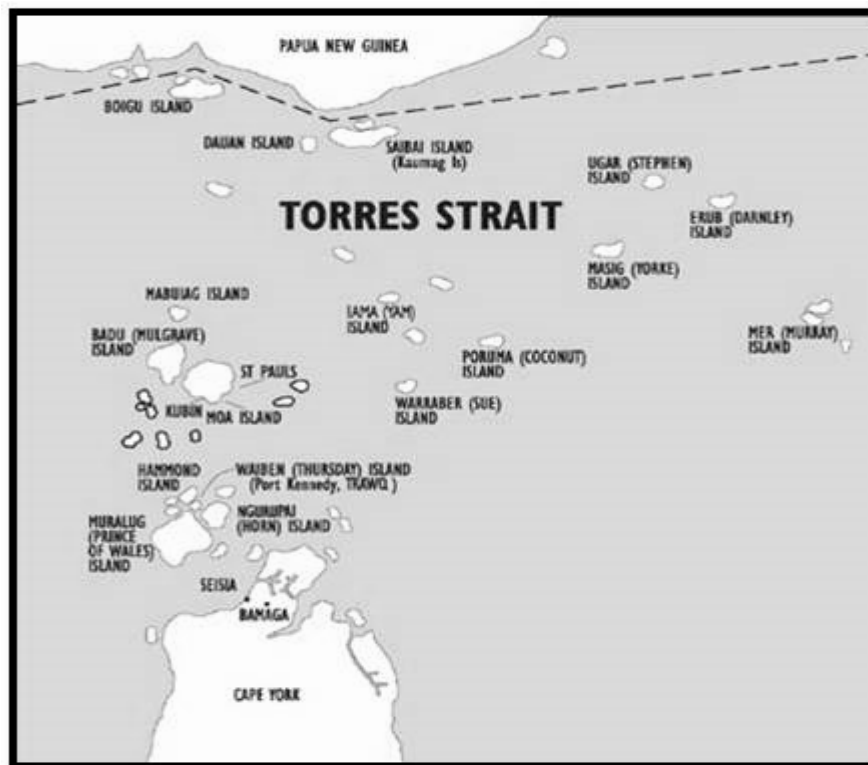 PAPUA NEW GUINEA
BOIGU ISLAND
DAUAN ISLAND
SAIBAI ISLAND
(Kaumag Is)
UGAR (STEPHEN)
ISLAND
TORRES STRAIT
ERUB (DARNLEY)
ISLAND
MASIG (YORKE)
ISLAND
MABUIAG ISLAND
IAMA (YAM)
ISLAND
MER (MURRAY)
ISLAND
BADU (MULGRAVE)
ISLAND
PORUMA (COCONUT)
ISLAND
ST PAULS
WARRABER (SUE)
ISLAND
KUBIN
MOA ISLAND
HAMMOND
ISLAND
WAIBEN (THURSDAY) ISLAND
(Port Kennedy, TRAWQ )
MURALUG
(PRINCE
OF WALES)
ISLAND
NGURUPAI
(HORN) ISLAND
SEISIA
BAMAGA
CAPE YORK